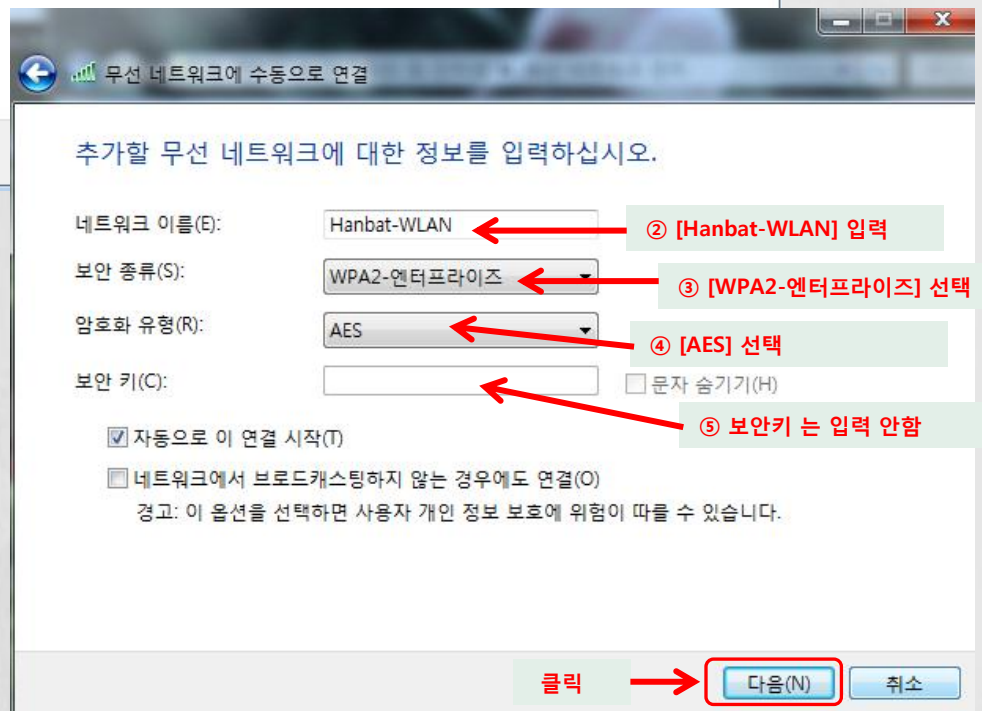 무선 네트워크에 수동으로 연결
추가할 무선 네트워크에 대한 정보를 입력하십시오.
네트워크 이름(E): Hanbat-WLAN ② [Hanbat-WLAN] 입력
보안 종류(S): WPA2-엔터프라이즈 ③ [WPA2-엔터프라이즈] 선택
암호화 유형(R): AES ④ [AES] 선택
보안 키(C): 문자 숨기기(H)
⑤ 보안키 는 입력 안함
자동으로 이 연결 시작(T)
네트워크에서 브로드캐스팅하지 않는 경우에도 연결(O)
경고: 이 옵션을 선택하면 사용자 개인 정보 보호에 위험이 따를 수 있습니다.
클릭 다음(N) 취소